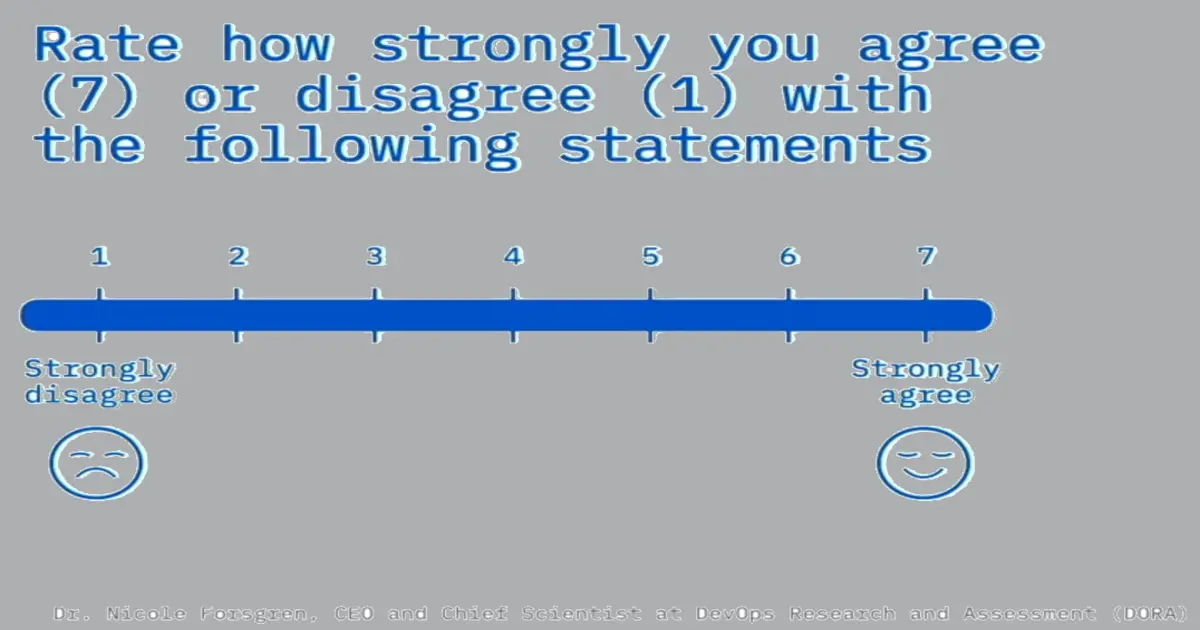 Rate how strongly you agree
(7) or disagree (1) with
the following statements
1 2 3 4 5 6 7
Strongly
disagree
Strongly
agree
Dr. Nicole Forsgren, CEO and Chief Scientist at DevOps Research and Assessment (DORA)